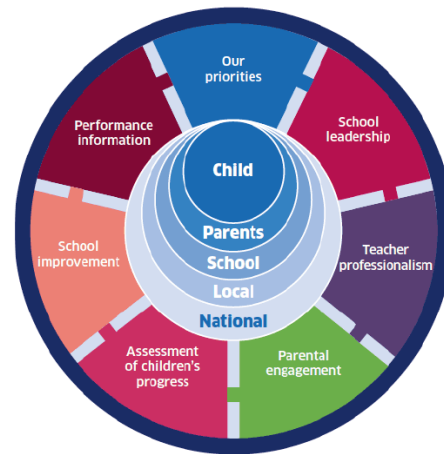 Our
priorities
School
leadership
Teacher
professionalism
Parental
engagement
Assessment
of children's
progress
School
improvement
Performance
information
Child
Parents
School
Local
National